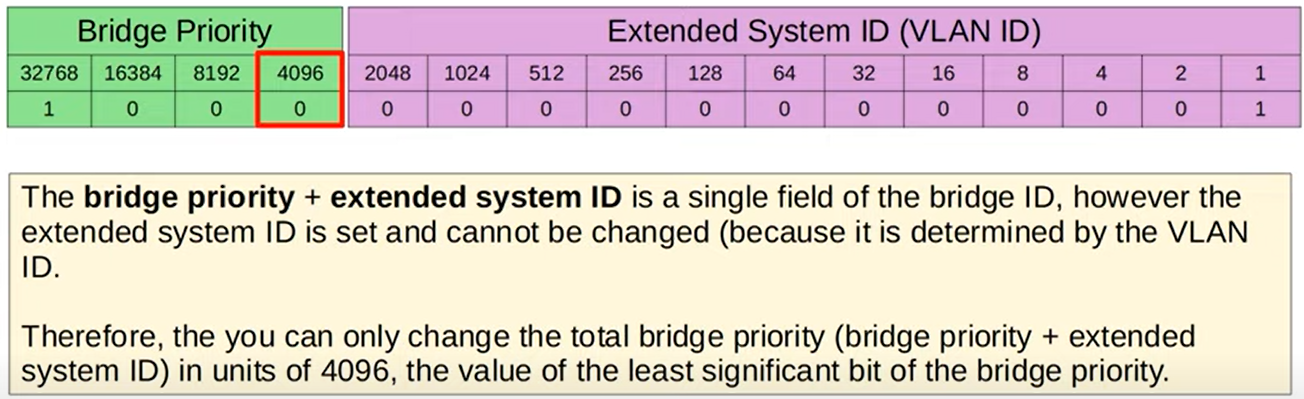 Bridge Priority Extended System ID (VLAN ID)
32768 16384 8192 4096 2048 1024 512 256 128 64 32 16 8 4 2 1
1 0 0 0 0 0 0 0 0 0 0 0 0 0 0 1
The bridge priority + extended system ID is a single field of the bridge ID, however the
extended system ID is set and cannot be changed (because it is determined by the VLAN
ID.
Therefore, the you can only change the total bridge priority (bridge priority + extended
system ID) in units of 4096, the value of the least significant bit of the bridge priority.